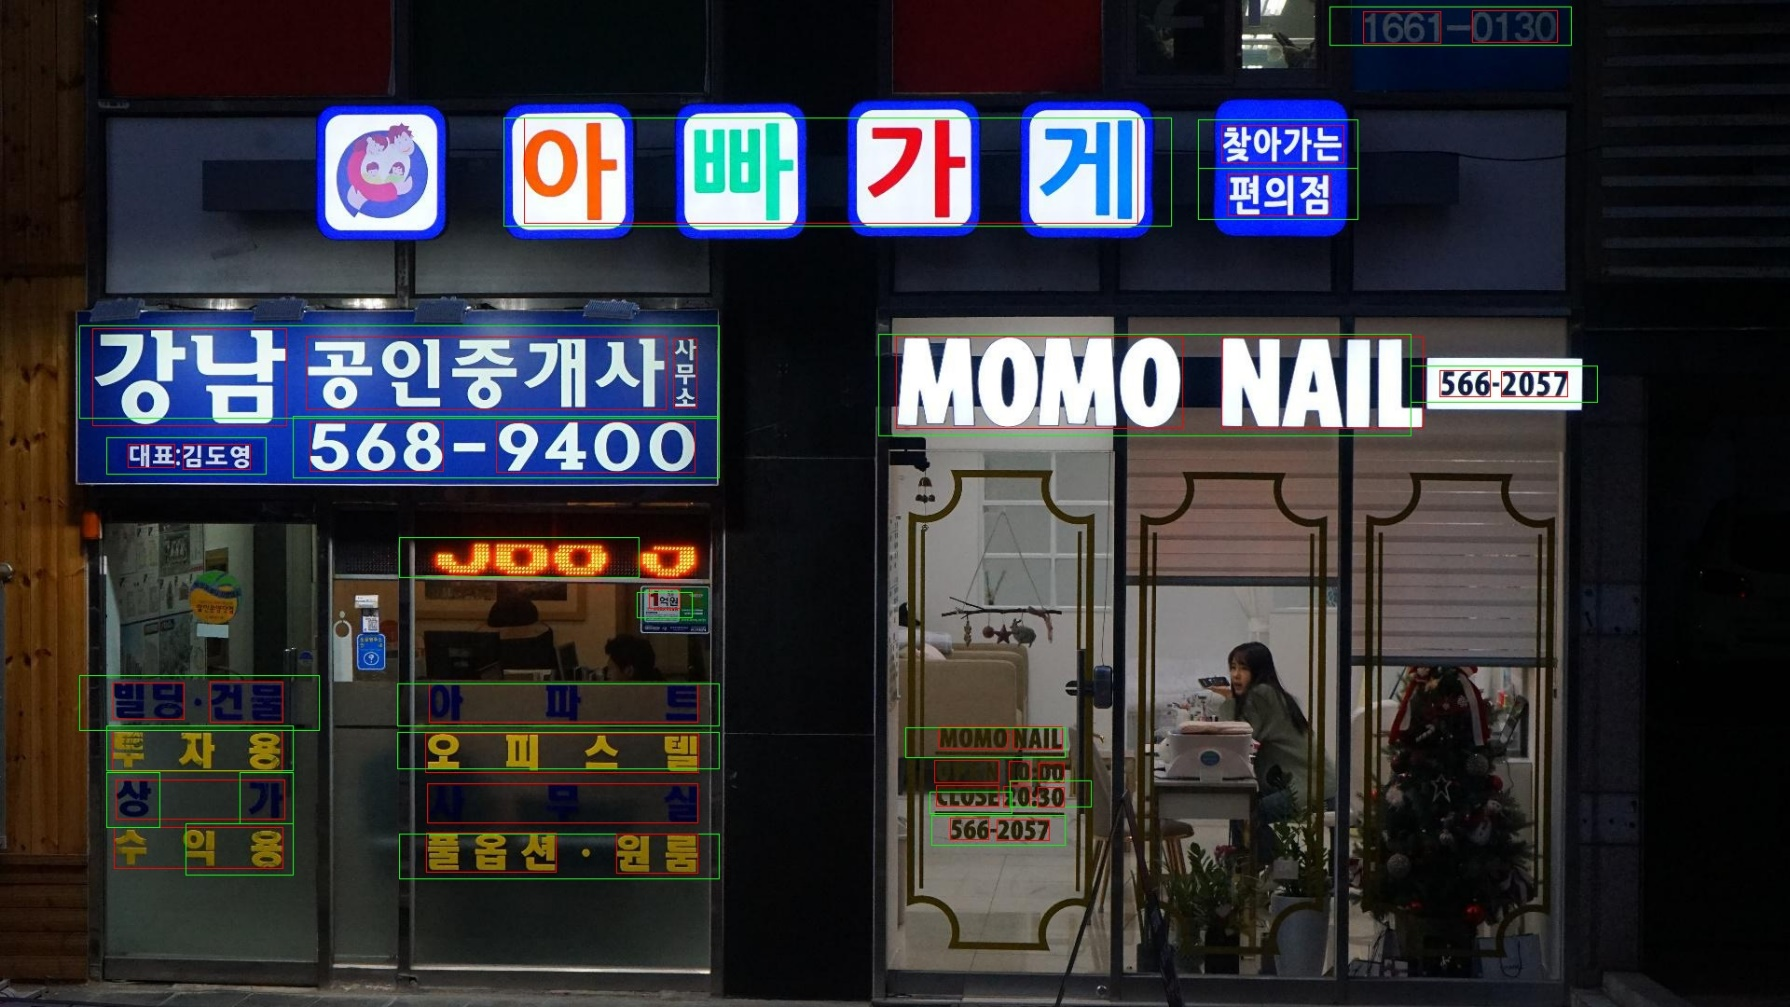 1661-0130
아빠가게
찾아가는
편의점
강남 공인중개사 사무소
568-9400
대표:김도영
MOMO NAIL
566-2057
1억원
빌딩·건물
투자용
상가
수익용
아파트
오피스텔
사무실
풀옵션·원룸
MOMO NAIL
OPEN 10:00
CLOSE 20:30
566-2057